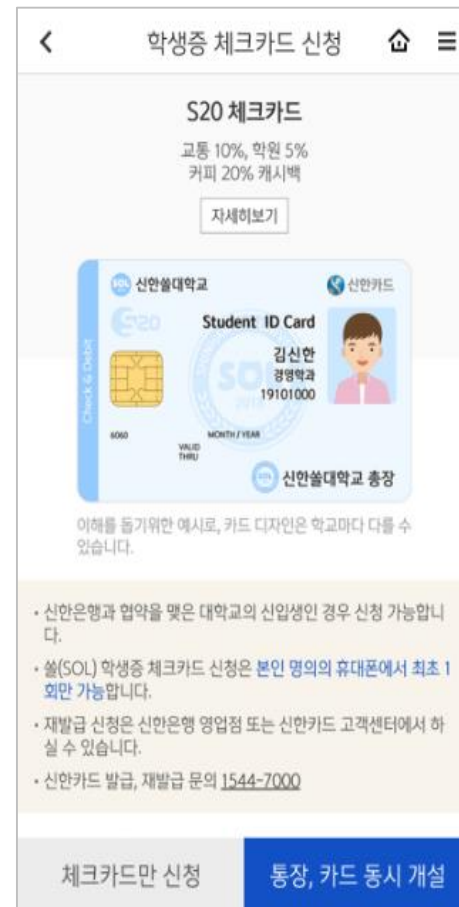 학생증 체크카드 신청
S20 체크카드
교통 10%, 학원 5%
커피 20% 캐시백
자세히보기
SOL 신한쏠대학교
신한카드
S20
Student ID Card
김신한
경영학과
19101000
Check & Debit
SOL
6060
MONTH / YEAR
VALID
THRU
신한쏠대학교 총장
이해를 돕기위한 예시로, 카드 디자인은 학교마다 다를 수
있습니다.
• 신한은행과 협약을 맺은 대학교의 신입생인 경우 신청 가능합니
다.
• 쏠(SOL) 학생증 체크카드 신청은 본인 명의의 휴대폰에서 최초 1
회만 가능합니다.
• 재발급 신청은 신한은행 영업점 또는 신한카드 고객센터에서 하
실 수 있습니다.
• 신한카드 발급, 재발급 문의 1544-7000
체크카드만 신청
통장, 카드 동시 개설